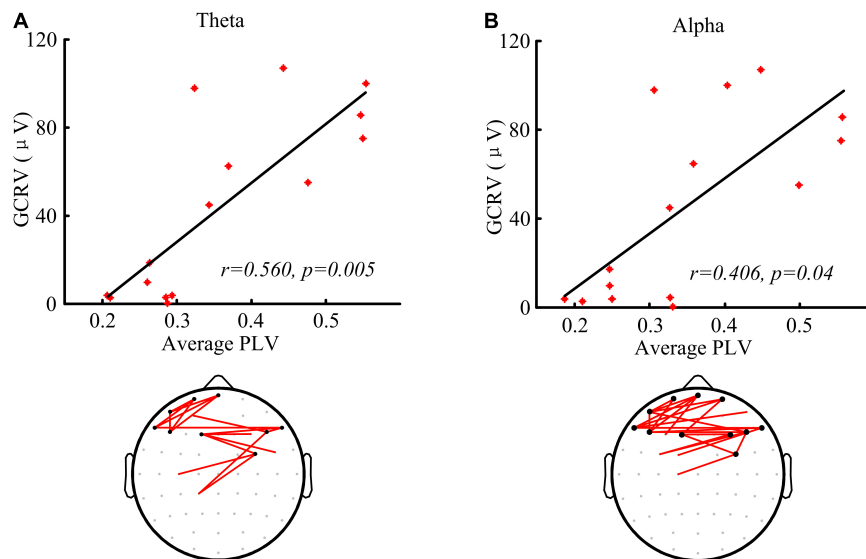 A
Theta
120
80
40
0
GCRV ( μ V)
r=0.560, p=0.005
0.2 0.3 0.4 0.5
Average PLV
B
Alpha
120
80
40
0
GCRV ( μ V)
r=0.406, p=0.04
0.2 0.3 0.4 0.5
Average PLV